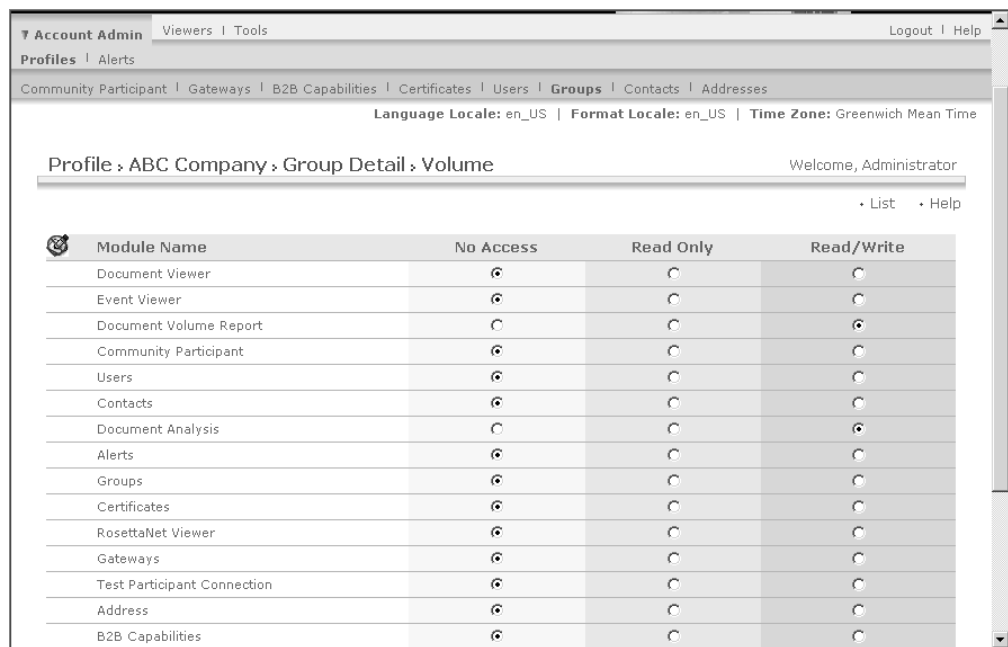 Account Admin Viewers | Tools Logout | Help
Profiles | Alerts
Community Participant | Gateways | B2B Capabilities | Certificates | Users | Groups | Contacts | Addresses
Language Locale: en_US | Format Locale: en_US | Time Zone: Greenwich Mean Time
Profile › ABC Company › Group Detail › Volume Welcome, Administrator
• List • Help
Module Name No Access Read Only Read/Write
Document Viewer
Event Viewer
Document Volume Report
Community Participant
Users
Contacts
Document Analysis
Alerts
Groups
Certificates
RosettaNet Viewer
Gateways
Test Participant Connection
Address
B2B Capabilities